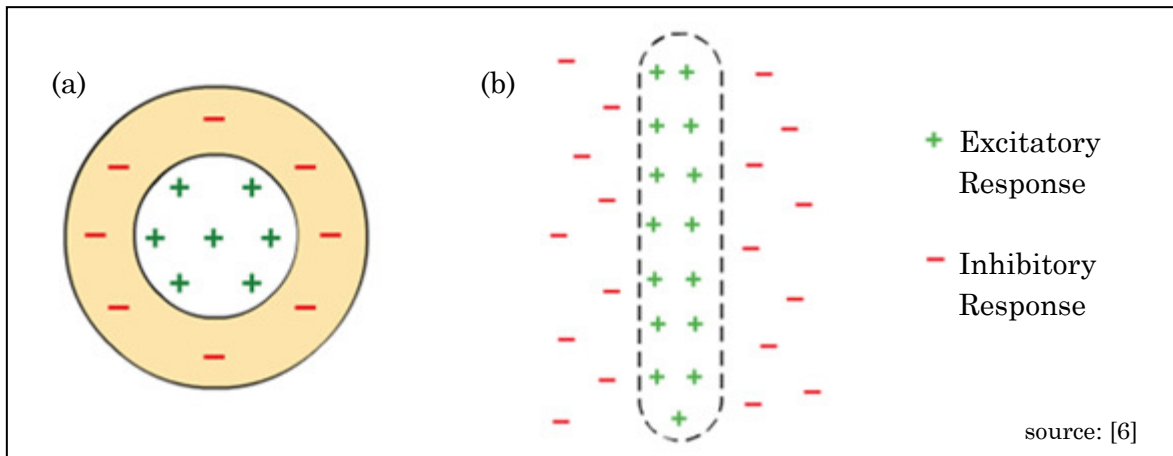 (a)
(b)
+ Excitatory
Response
− Inhibitory
Response
source: [6]